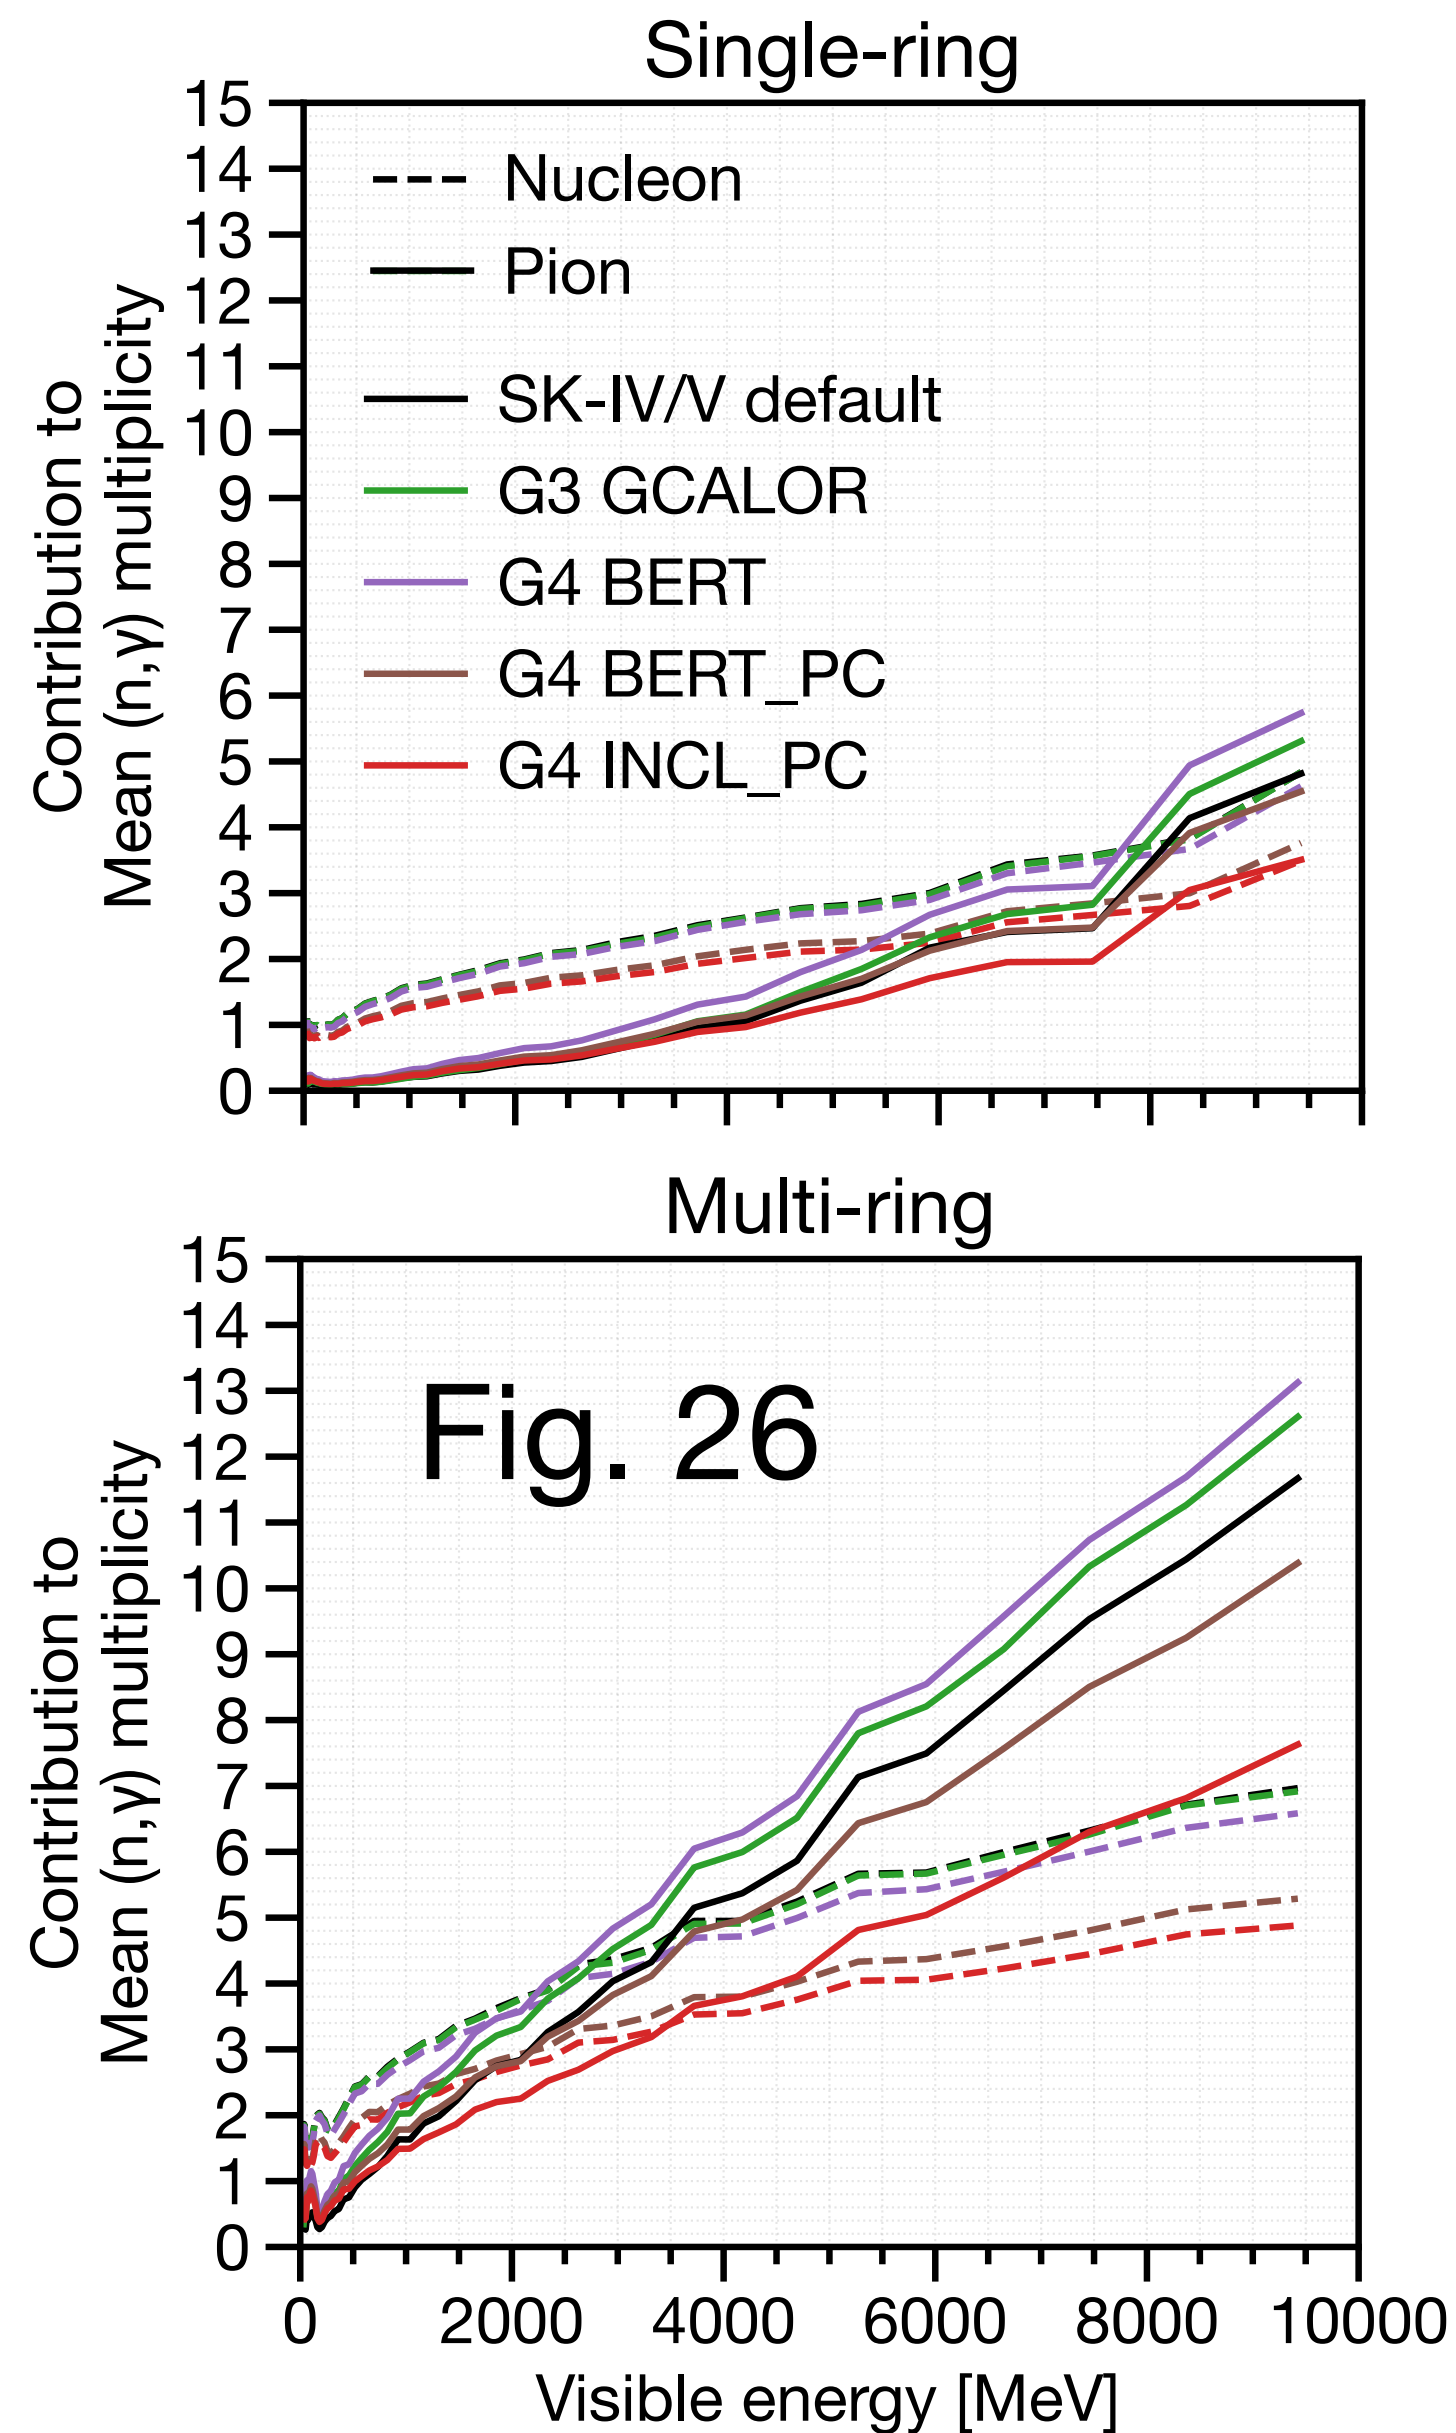 Single-ring
15
14
13
12
11
10
9
8
7
6
5
4
3
2
1
0
Contribution to
Mean (n,γ) multiplicity
Nucleon
Pion
SK-IV/V default
G3 GCALOR
G4 BERT
G4 BERT_PC
G4 INCL_PC
Multi-ring
15
14
13
12
11
10
9
8
7
6
5
4
3
2
1
0
Contribution to
Mean (n,γ) multiplicity
Fig. 26
0 2000 4000 6000 8000 10000
Visible energy [MeV]